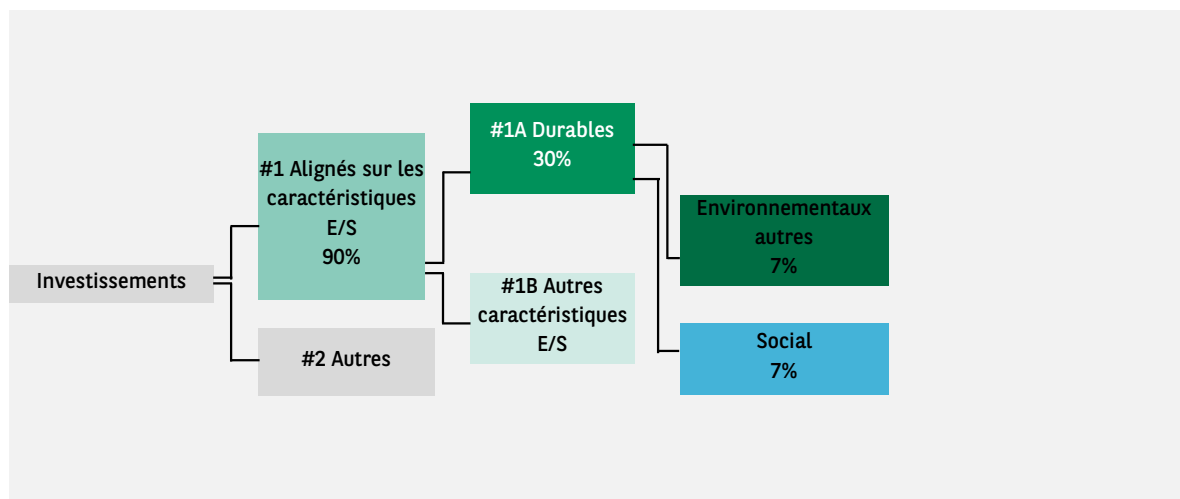 Investissements
#1 Alignés sur les
caractéristiques
E/S
90%
#2 Autres
#1A Durables
30%
#1B Autres
caractéristiques
E/S
Environnementaux
autres
7%
Social
7%